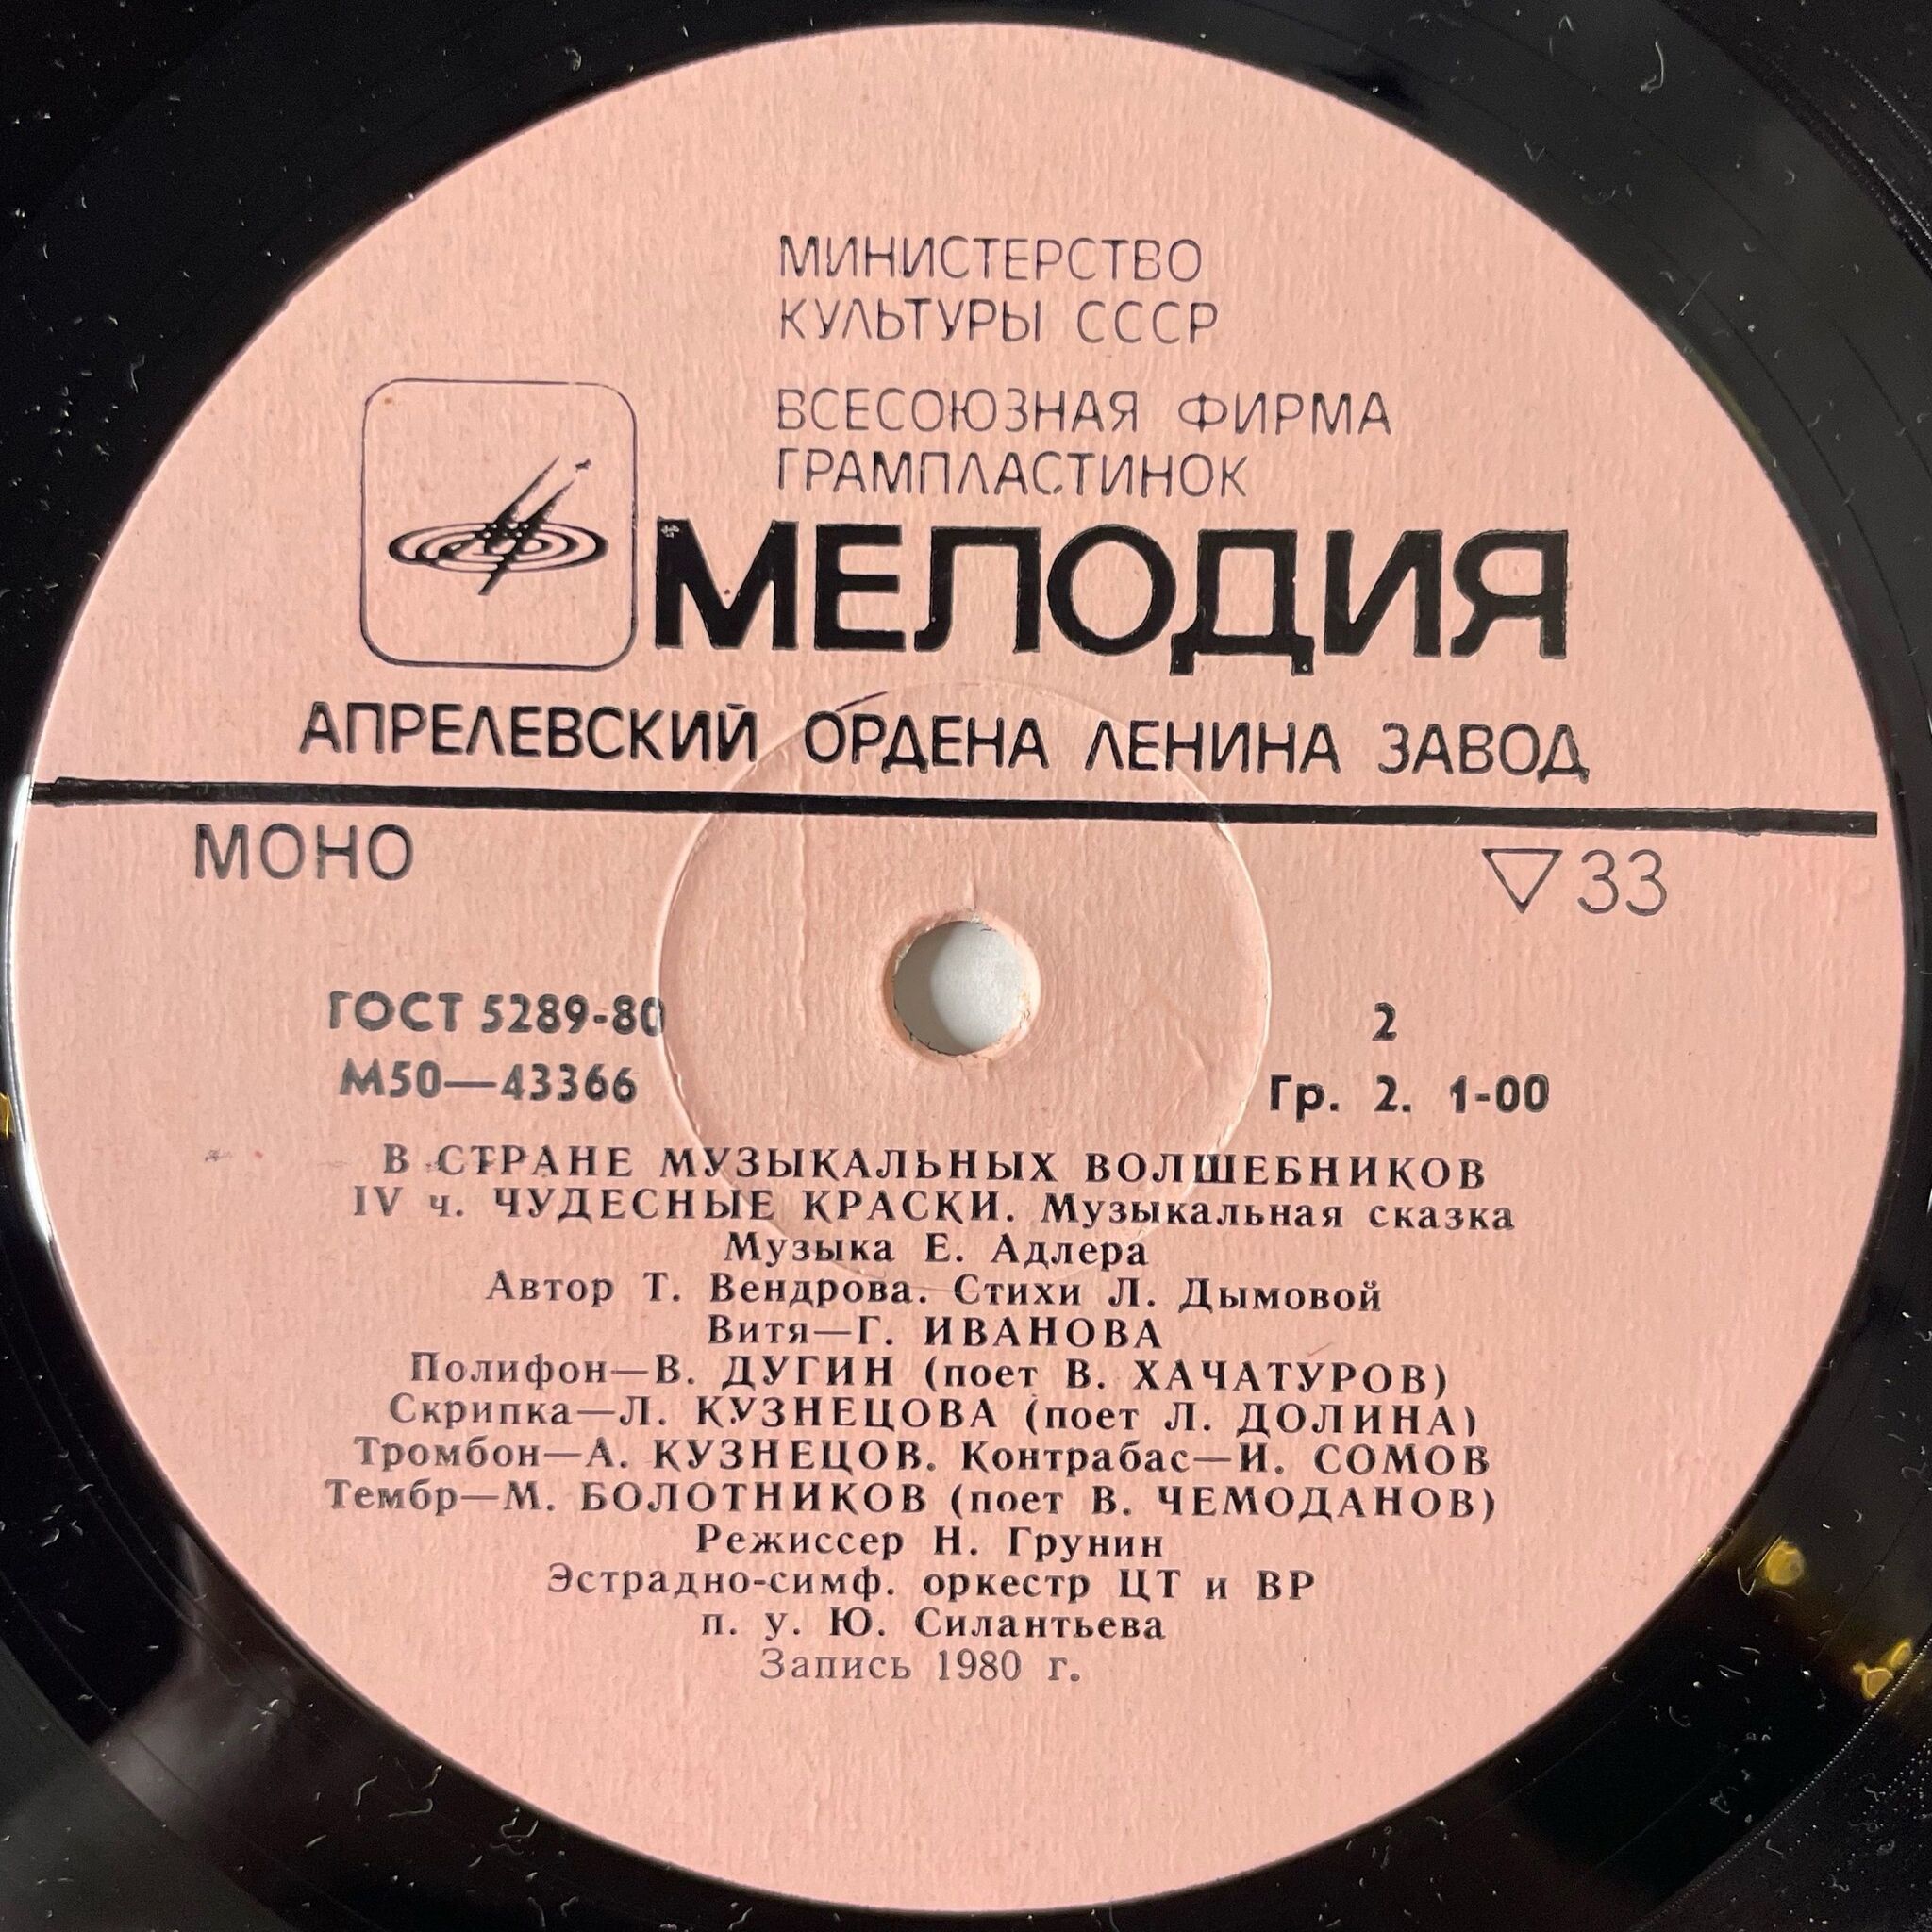 МИНИСТЕРСТВО
КУЛЬТУРЫ СССР
ВСЕСОЮЗНАЯ ФИРМА
ГРАМПЛАСТИНОК
МЕЛОДИЯ
АПРЕЛЕВСКИЙ ОРДЕНА ЛЕНИНА ЗАВОД
МОНО
▽33
ГОСТ 5289-80
2
М50—43366
Гр. 2. 1-00
В СТРАНЕ МУЗЫКАЛЬНЫХ ВОЛШЕБНИКОВ
IV ч. ЧУДЕСНЫЕ КРАСКИ. Музыкальная сказка
Музыка Е. Адлера
Автор Т. Вендрова. Стихи Л. Дымовой
Витя—Г. ИВАНОВА
Полифон—В. ДУГИН (поет В. ХАЧАТУРОВ)
Скрипка—Л. КУЗНЕЦОВА (поет Л. ДОЛИНА)
Тромбон—А. КУЗНЕЦОВ. Контрабас—И. СОМОВ
Тембр—М. БОЛОТНИКОВ (поет В. ЧЕМОДАНОВ)
Режиссер Н. Грунин
Эстрадно-симф. оркестр ЦТ и ВР
п. у. Ю. Силантьева
Запись 1980 г.